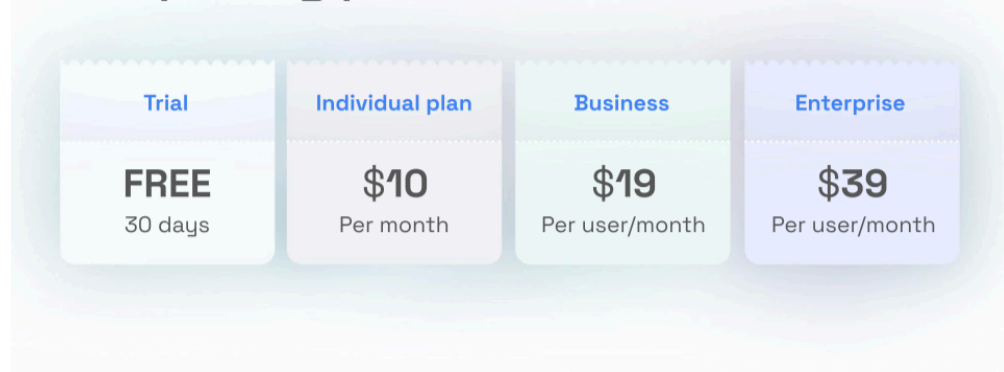 Trial
FREE
30 days
Individual plan
$10
Per month
Business
$19
Per user/month
Enterprise
$39
Per user/month